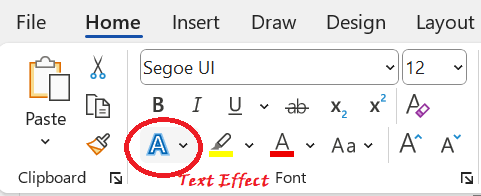 File Home Insert Draw Design Layout
Segoe UI 12
B I U ab x₂ x² A
Paste
A A Aa A A
Clipboard Text Effect Font